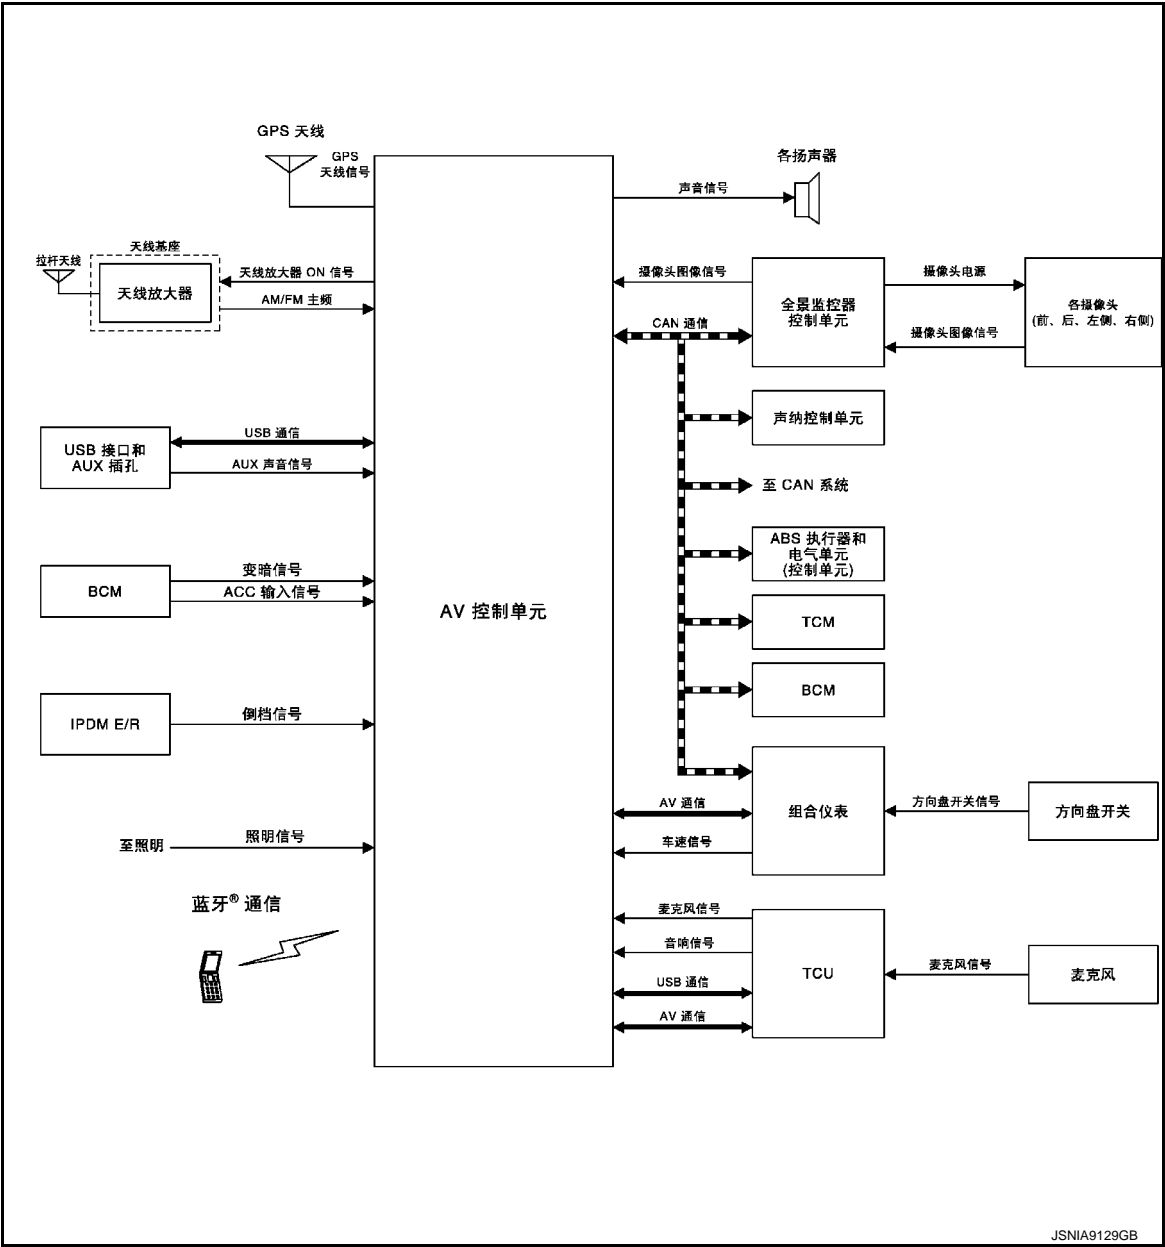 GPS 天线
GPS
天线信号
各扬声器
声音信号
天线基座
拉杆天线
天线放大器
天线放大器 ON 信号
AM/FM 主频
摄像头图像信号
CAN 通信
全景监控器
控制单元
摄像头电源
摄像头图像信号
各摄像头
(前、后、左侧、右侧)
声纳控制单元
USB 接口和
AUX 插孔
USB 通信
AUX 声音信号
至 CAN 系统
ABS 执行器和
电气单元
(控制单元)
BCM
变暗信号
ACC 输入信号
AV 控制单元
TCM
BCM
IPDM E/R
倒档信号
AV 通信
车速信号
组合仪表
方向盘开关信号
方向盘开关
至照明
照明信号
蓝牙® 通信
麦克风信号
音响信号
USB 通信
AV 通信
TCU
麦克风信号
麦克风
JSNIA9129GB